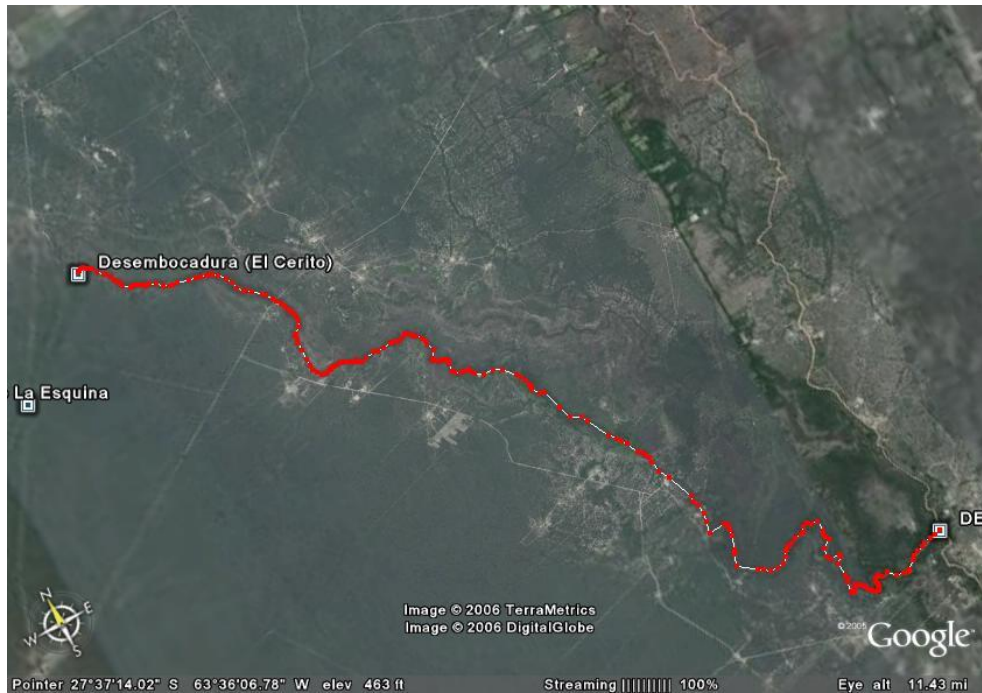 Desembocadura (El Cerito)
La Esquina
DE
N
E
W
S
Image © 2006 TerraMetrics
Image © 2006 DigitalGlobe
© 2005
Google
Pointer 27°37'14.02" S 63°36'06.78" W elev 463 ft Streaming ||||||||| 100% Eye alt 11.43 mi